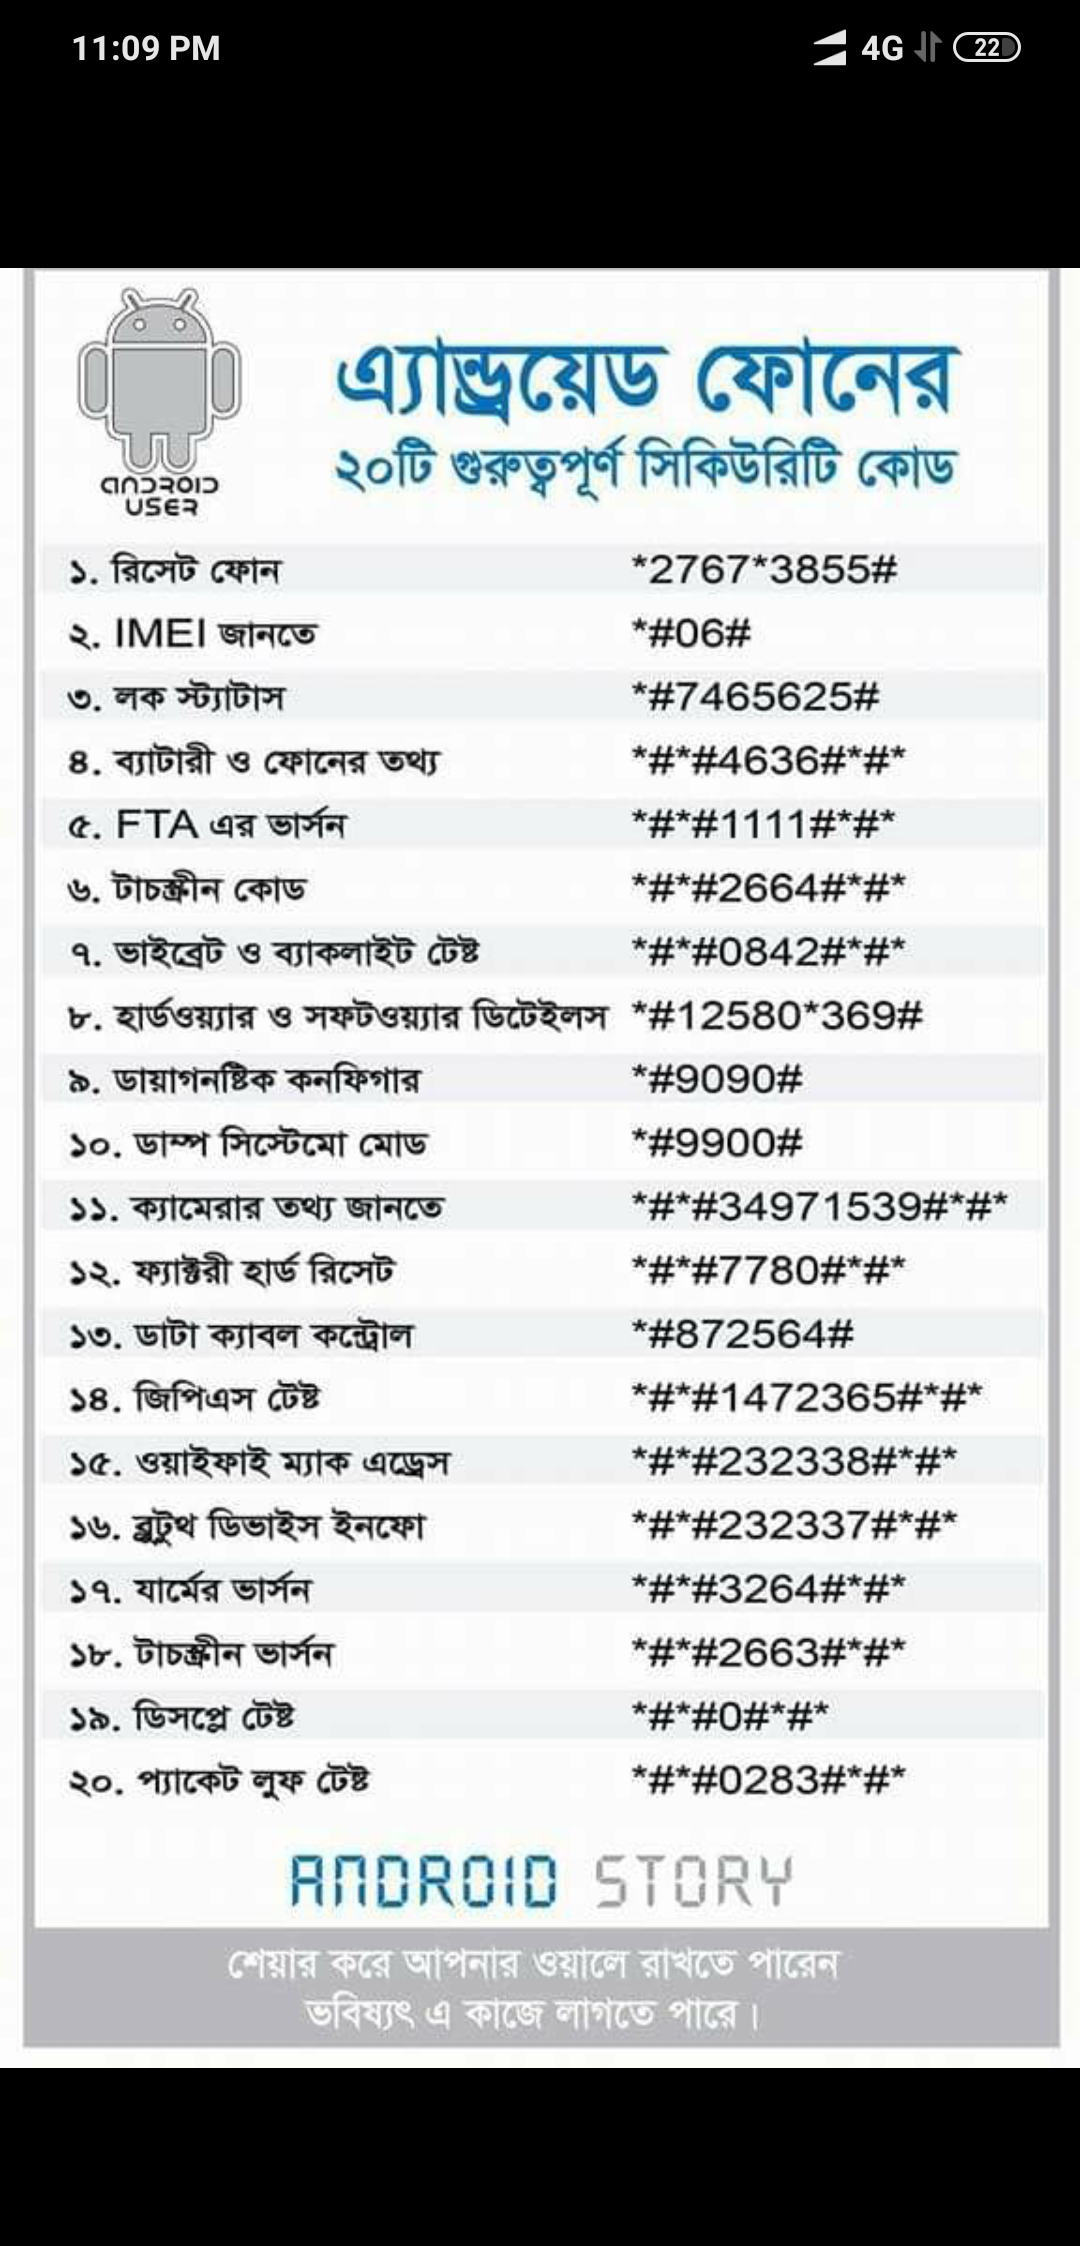 11:09 PM 4G 22
এ্যান্ড্রয়েড ফোনের
২০টি গুরুত্বপূর্ণ সিকিউরিটি কোড
ANDROID
USER
১. রিসেট ফোন *2767*3855#
২. IMEI জানতে *#06#
৩. লক স্ট্যাটাস *#7465625#
৪. ব্যাটারী ও ফোনের তথ্য *#*#4636#*#*
৫. FTA এর ভার্সন *#*#1111#*#*
৬. টাচস্ক্রীন কোড *#*#2664#*#*
৭. ভাইব্রেট ও ব্যাকলাইট টেষ্ট *#*#0842#*#*
৮. হার্ডওয়্যার ও সফটওয়্যার ডিটেইলস *#12580*369#
৯. ডায়াগনষ্টিক কনফিগার *#9090#
১০. ডাম্প সিস্টেমো মোড *#9900#
১১. ক্যামেরার তথ্য জানতে *#*#34971539#*#*
১২. ফ্যাক্টরী হার্ড রিসেট *#*#7780#*#*
১৩. ডাটা ক্যাবল কন্ট্রোল *#872564#
১৪. জিপিএস টেষ্ট *#*#1472365#*#*
১৫. ওয়াইফাই ম্যাক এড্রেস *#*#232338#*#*
১৬. ব্লুটুথ ডিভাইস ইনফো *#*#232337#*#*
১৭. যার্মের ভার্সন *#*#3264#*#*
১৮. টাচস্ক্রীন ভার্সন *#*#2663#*#*
১৯. ডিসপ্লে টেষ্ট *#*#0#*#*
২০. প্যাকেট লুফ টেষ্ট *#*#0283#*#*
ANDROID STORY
শেয়ার করে আপনার ওয়ালে রাখতে পারেন
ভবিষ্যৎ এ কাজে লাগতে পারে।